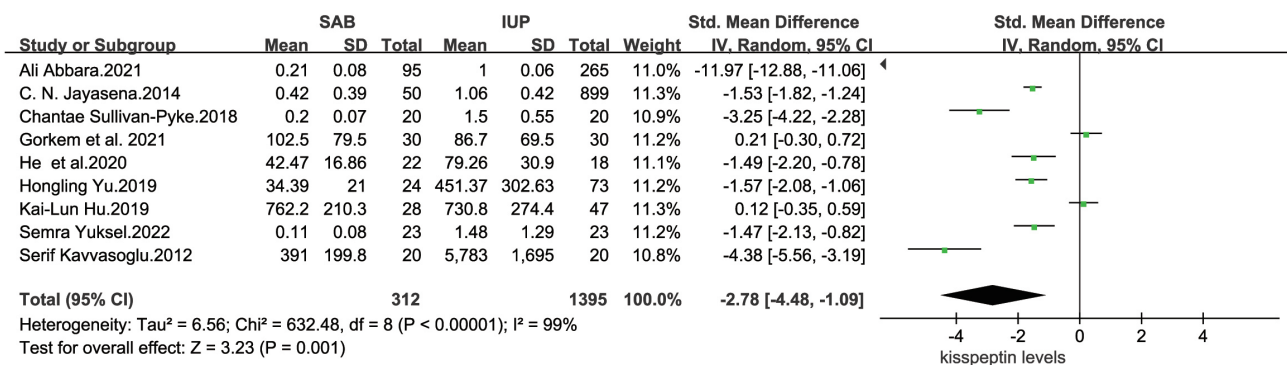 SAB IUP Std. Mean Difference Std. Mean Difference
Study or Subgroup Mean SD Total Mean SD Total Weight IV, Random, 95% CI IV, Random, 95% CI
Ali Abbara.2021 0.21 0.08 95 1 0.06 265 11.0% -11.97 [-12.88, -11.06]
C. N. Jayasena.2014 0.42 0.39 50 1.06 0.42 899 11.3% -1.53 [-1.82, -1.24]
Chantae Sullivan-Pyke.2018 0.2 0.07 20 1.5 0.55 20 10.9% -3.25 [-4.22, -2.28]
Gorkem et al. 2021 102.5 79.5 30 86.7 69.5 30 11.3% 0.21 [-0.30, 0.72]
He et al.2020 42.47 16.86 22 79.26 30.9 18 11.1% -1.49 [-2.20, -0.78]
Hongling Yu.2019 34.39 21 24 451.37 302.63 73 11.2% -1.57 [-2.08, -1.06]
Kai-Lun Hu.2019 762.2 210.3 28 730.8 274.4 47 11.3% 0.12 [-0.35, 0.59]
Semra Yuksel.2022 0.11 0.08 23 1.48 1.29 23 11.2% -1.47 [-2.13, -0.82]
Serif Kavvasoglu.2012 391 199.8 20 5,783 1,695 20 10.8% -4.38 [-5.56, -3.19]
Total (95% CI) 312 1395 100.0% -2.78 [-4.48, -1.09]
Heterogeneity: Tau² = 6.56; Chi² = 632.48, df = 8 (P < 0.00001); I² = 99%
Test for overall effect: Z = 3.23 (P = 0.001)
-4 -2 0 2 4
kisspeptin levels